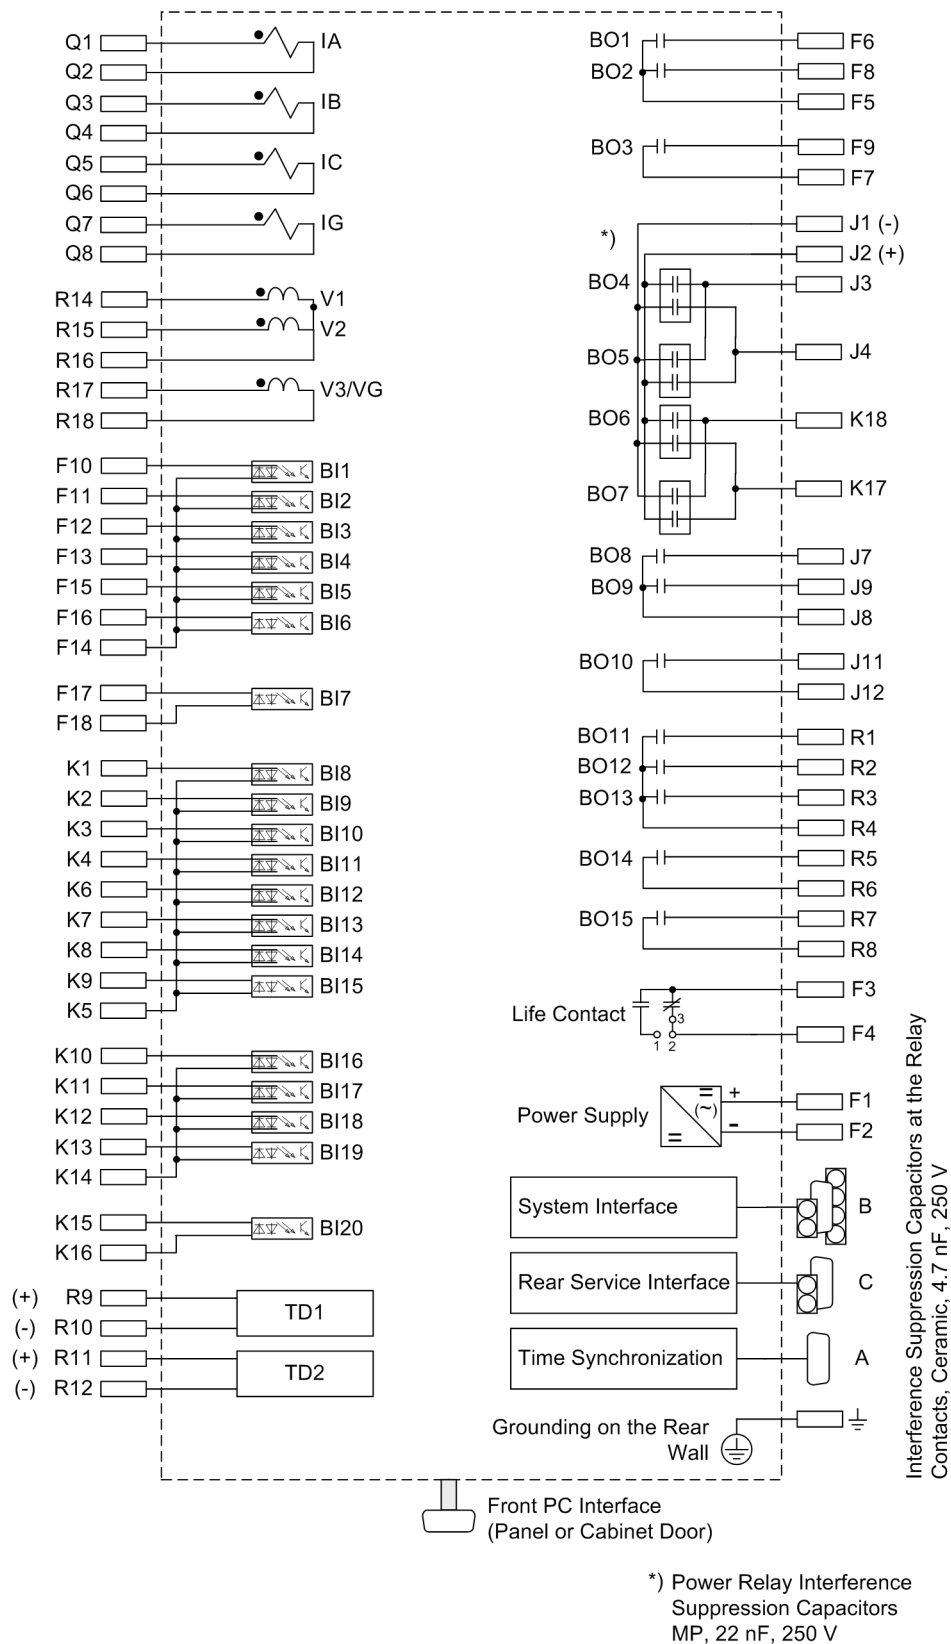 Q1 IA
Q2
Q3 IB
Q4
Q5 IC
Q6
Q7 IG
Q8
R14 V1
R15 V2
R16
R17 V3/VG
R18
F10 BI1
F11 BI2
F12 BI3
F13 BI4
F15 BI5
F16 BI6
F14
F17 BI7
F18
K1 BI8
K2 BI9
K3 BI10
K4 BI11
K6 BI12
K7 BI13
K8 BI14
K9 BI15
K5
K10 BI16
K11 BI17
K12 BI18
K13 BI19
K14
K15 BI20
K16
(+) R9 TD1
(-) R10
(+) R11 TD2
(-) R12
BO1 F6
BO2 F8
F5
BO3 F9
F7
J1 (-)
*)
J2 (+)
BO4 J3
BO5 J4
BO6 K18
BO7 K17
BO8 J7
BO9 J9
J8
BO10 J11
J12
BO11 R1
BO12 R2
BO13 R3
R4
BO14 R5
R6
BO15 R7
R8
F3
Life Contact 3
1 2 F4
Power Supply = (~) = + F1
- F2
System Interface B
Rear Service Interface C
Time Synchronization A
Grounding on the Rear
Wall
Interference Suppression Capacitors at the Relay
Contacts, Ceramic, 4.7 nF, 250 V
Front PC Interface
(Panel or Cabinet Door)
*) Power Relay Interference
Suppression Capacitors
MP, 22 nF, 250 V